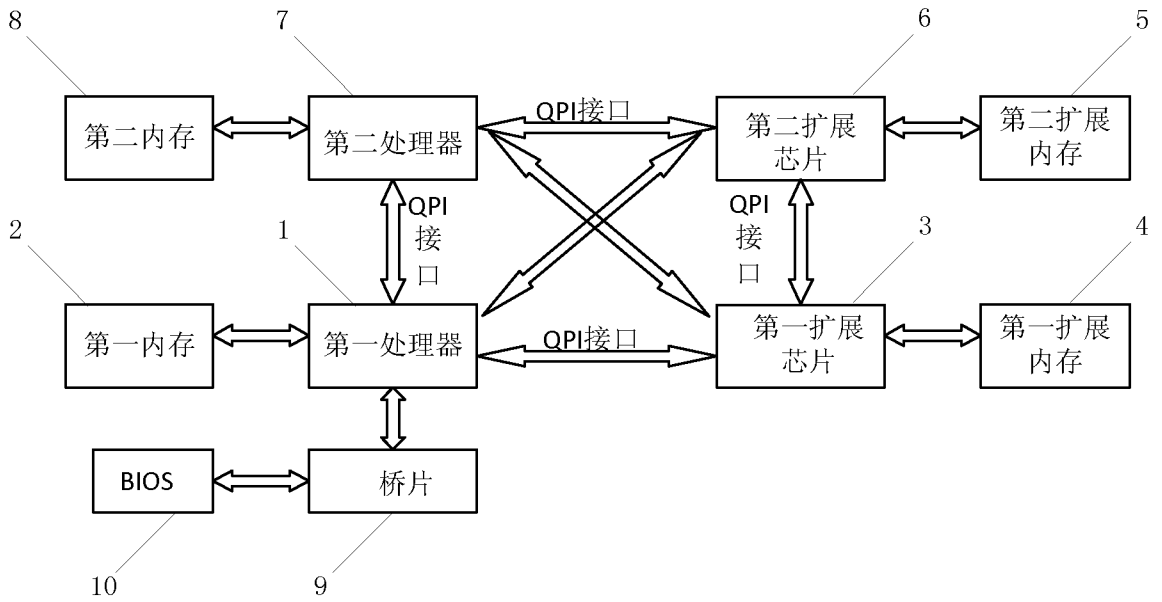 8
7
6
5
QPI接口
第二内存
第二处理器
第二扩展
芯片
第二扩展
内存
2
1
QPI
接
口
QPI
接
口
3
4
第一内存
第一处理器
QPI接口
第一扩展
芯片
第一扩展
内存
BIOS
桥片
10
9